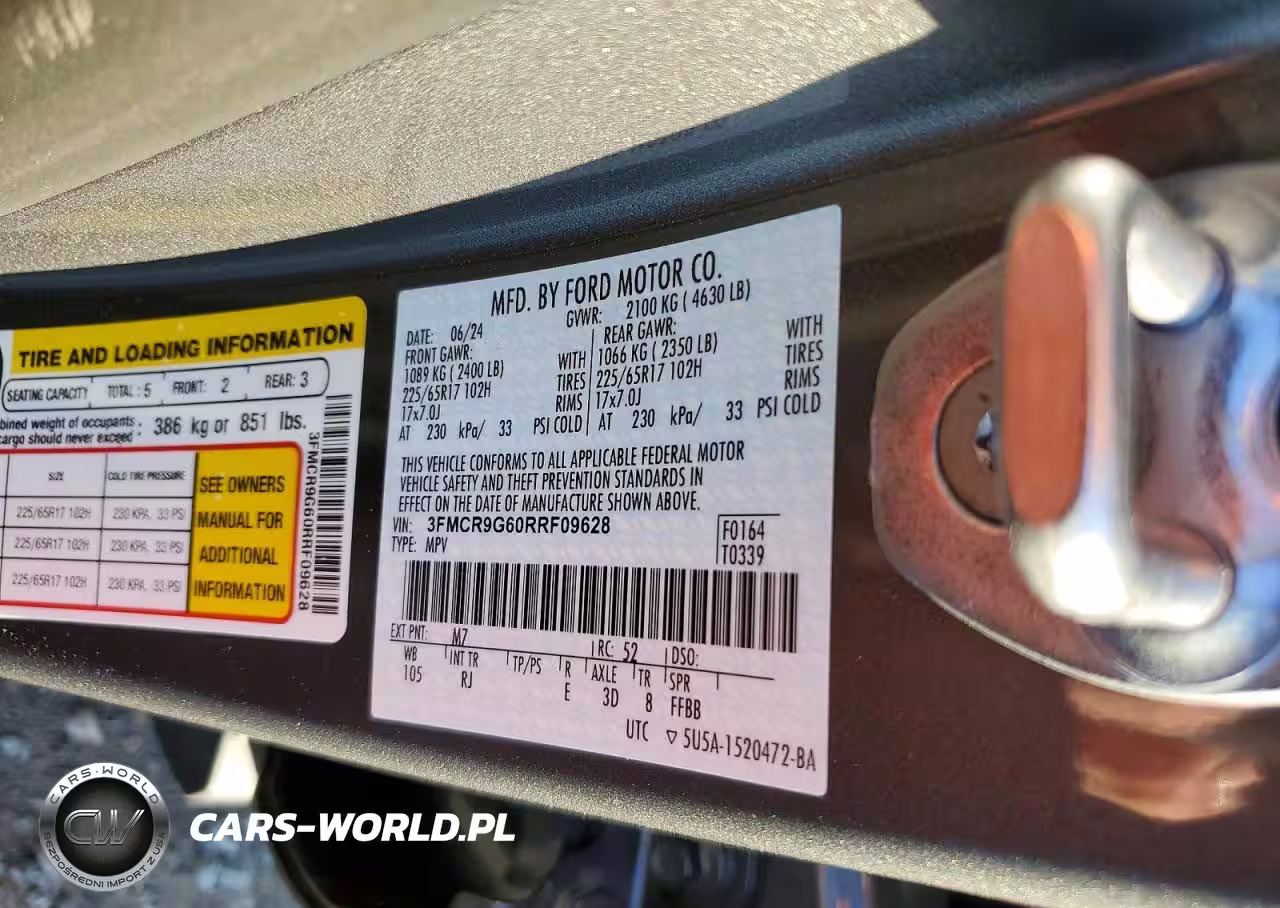 TIRE AND LOADING INFORMATION
SEATING CAPACITY TOTAL : 5 FRONT: 2 REAR: 3
bined weight of occupants : 386 kg or 851 lbs.
cargo should never exceed :
SIZE COLD TIRE PRESSURE
225/65R17 102H 230 KPA, 33 PSI
225/65R17 102H 230 KPA, 33 PSI
225/65R17 102H 230 KPA, 33 PSI
SEE OWNERS
MANUAL FOR
ADDITIONAL
INFORMATION
3FMCR9G60RRF09628
MFD. BY FORD MOTOR CO.
DATE: 06/24 GVWR: 2100 KG ( 4630 LB)
FRONT GAWR: REAR GAWR:
1089 KG ( 2400 LB) WITH 1066 KG ( 2350 LB) WITH
225/65R17 102H TIRES 225/65R17 102H TIRES
17x7.0J RIMS 17x7.0J RIMS
AT 230 kPa/ 33 PSI COLD AT 230 kPa/ 33 PSI COLD
THIS VEHICLE CONFORMS TO ALL APPLICABLE FEDERAL MOTOR
VEHICLE SAFETY AND THEFT PREVENTION STANDARDS IN
EFFECT ON THE DATE OF MANUFACTURE SHOWN ABOVE.
VIN: 3FMCR9G60RRF09628 F0164
TYPE: MPV T0339
EXT PNT: M7 RC: 52 DSO:
WB INT TR TP/PS R AXLE TR SPR
105 RJ E 3D 8 FFBB
UTC ▽ 5U5A-1520472-BA
CARS-WORLD
CW
BEZPOŚREDNI IMPORT Z USA
CARS-WORLD.PL